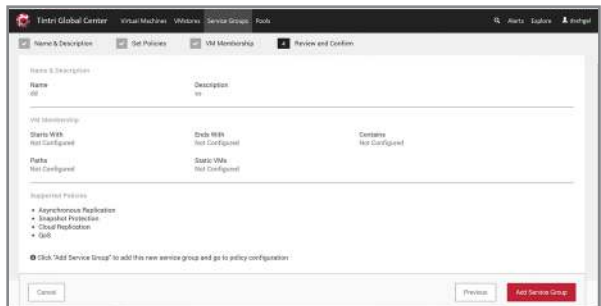 Tintri Global Center Virtual Machines VMstores Service Groups Pools Alerts Explore
Name & Description Set Policies VM Membership 4 Review and Confirm
Name & Description
Name Description
dd
VM Membership
Starts With Ends With Contains
Not Configured Not Configured Not Configured
Paths Static VMs
Not Configured Not Configured
Supported Policies
• Asynchronous Replication
• Snapshot Protection
• Cloud Replication
• QoS
Click "Add Service Group" to add this new service group and go to policy configuration
Cancel Previous Add Service Group